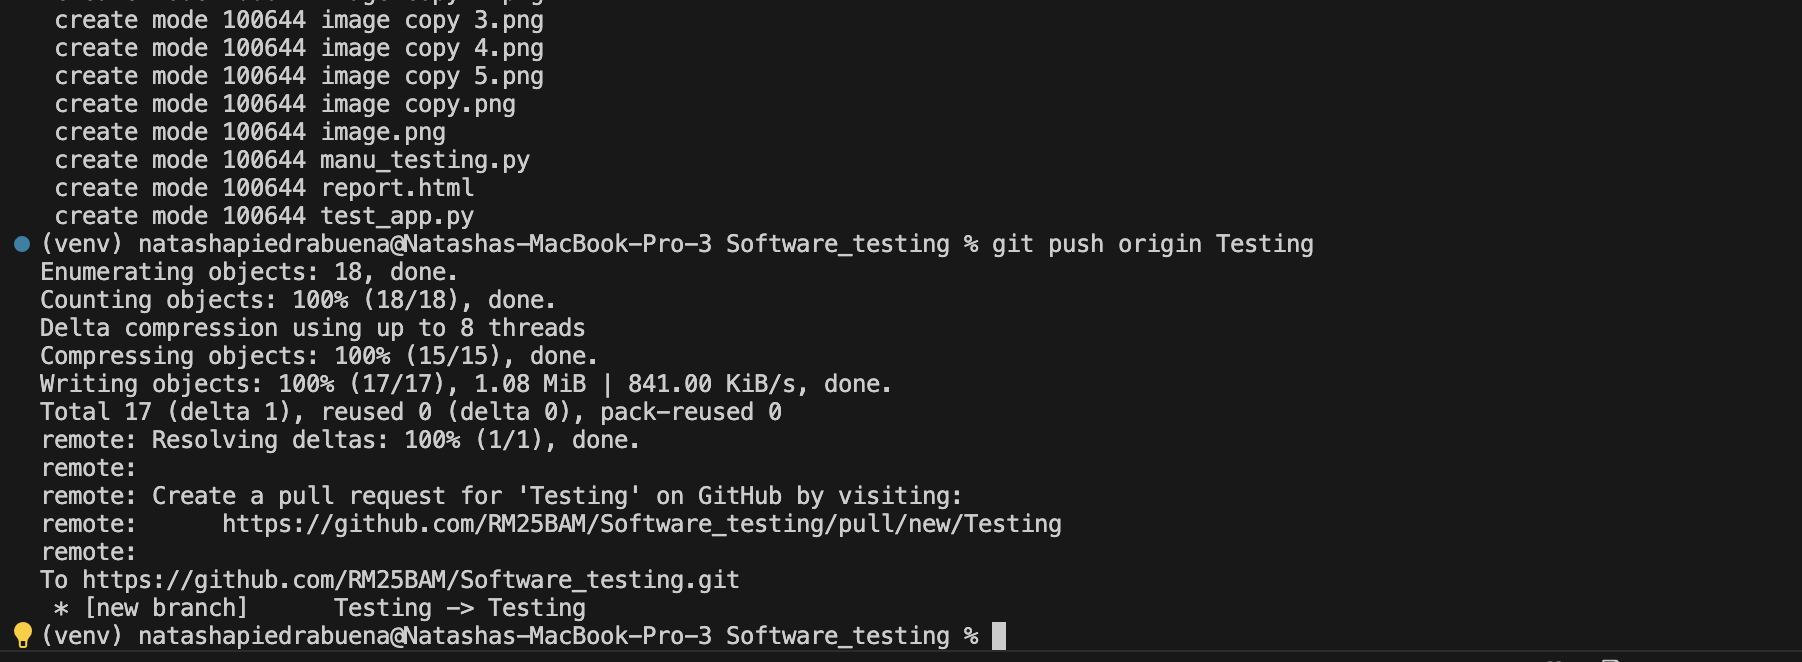 create mode 100644 image copy 3.png
create mode 100644 image copy 4.png
create mode 100644 image copy 5.png
create mode 100644 image copy.png
create mode 100644 image.png
create mode 100644 manu_testing.py
create mode 100644 report.html
create mode 100644 test_app.py
(venv) natashapiedrabuena@Natashas-MacBook-Pro-3 Software_testing % git push origin Testing
Enumerating objects: 18, done.
Counting objects: 100% (18/18), done.
Delta compression using up to 8 threads
Compressing objects: 100% (15/15), done.
Writing objects: 100% (17/17), 1.08 MiB | 841.00 KiB/s, done.
Total 17 (delta 1), reused 0 (delta 0), pack-reused 0
remote: Resolving deltas: 100% (1/1), done.
remote:
remote: Create a pull request for 'Testing' on GitHub by visiting:
remote:      https://github.com/RM25BAM/Software_testing/pull/new/Testing
remote:
To https://github.com/RM25BAM/Software_testing.git
 * [new branch]      Testing -> Testing
(venv) natashapiedrabuena@Natashas-MacBook-Pro-3 Software_testing %